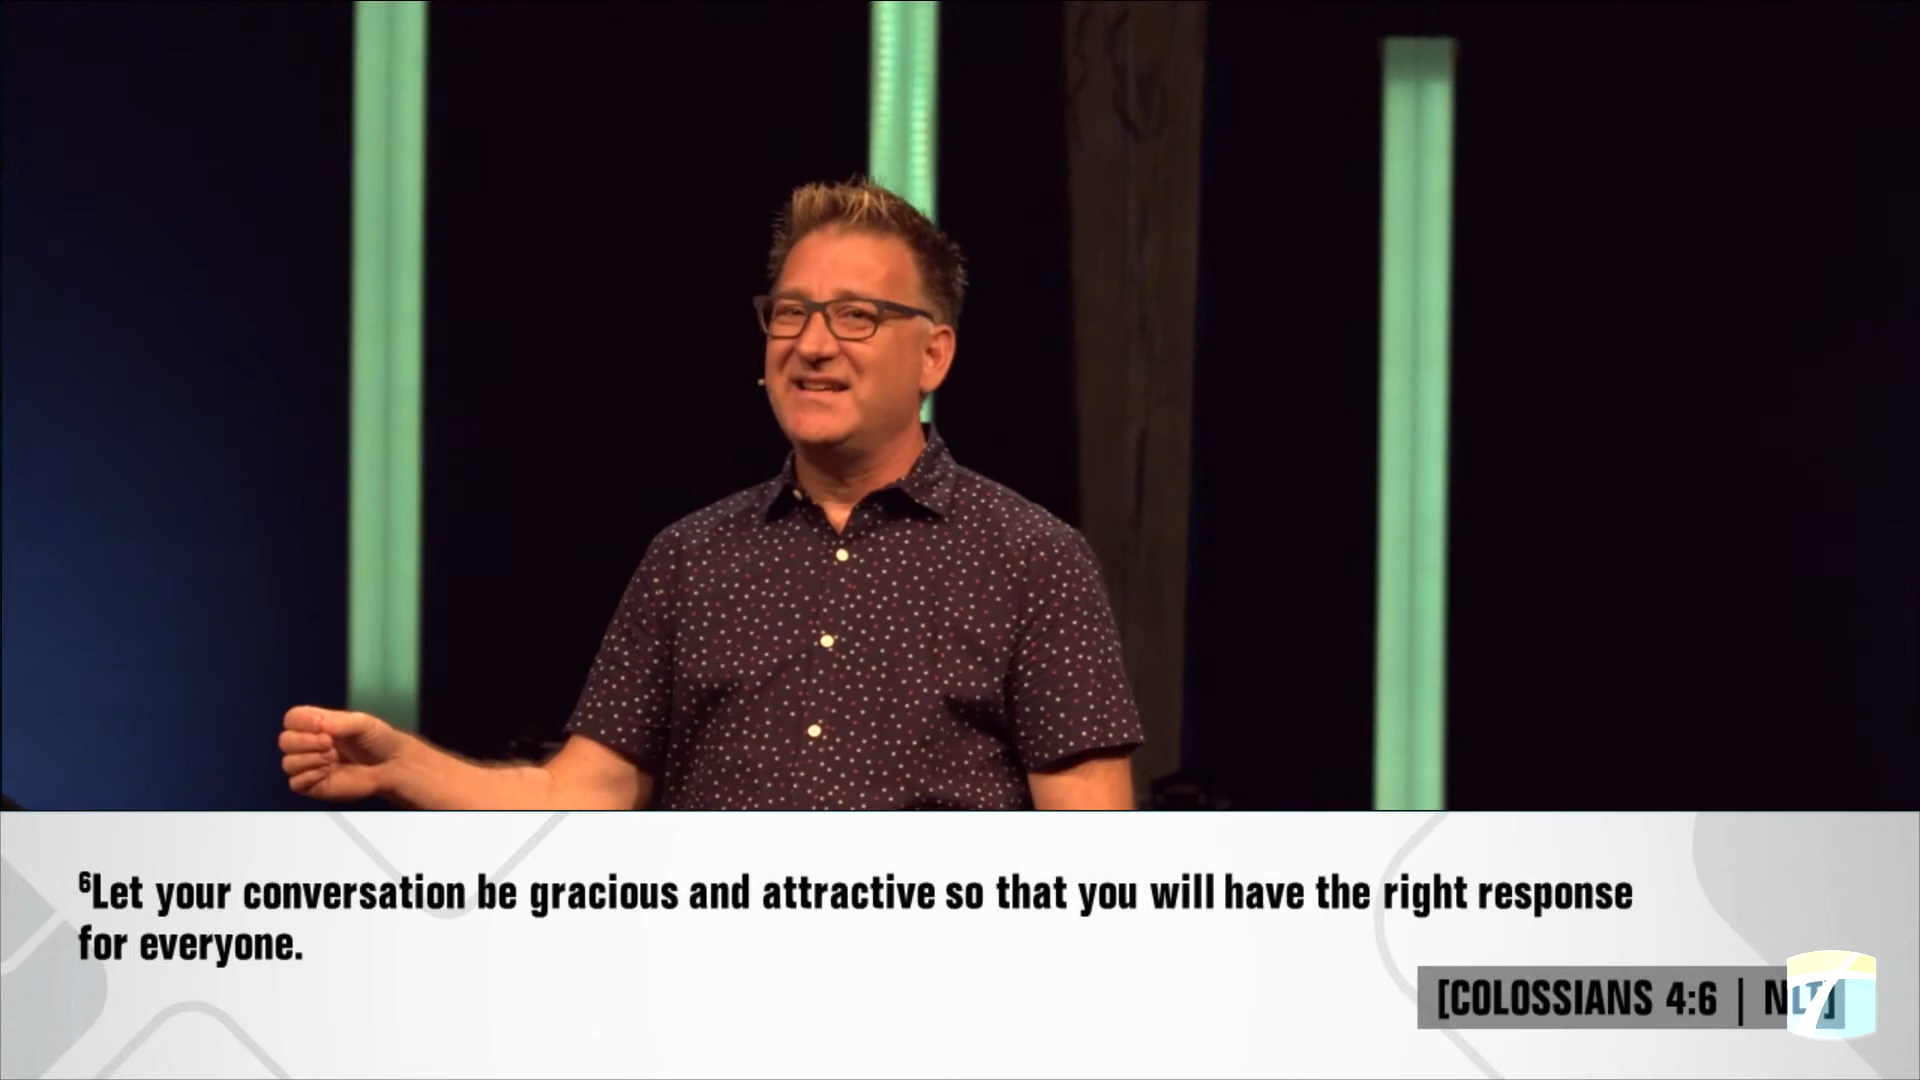 ⁶Let your conversation be gracious and attractive so that you will have the right response
for everyone.
[COLOSSIANS 4:6 | NLT]